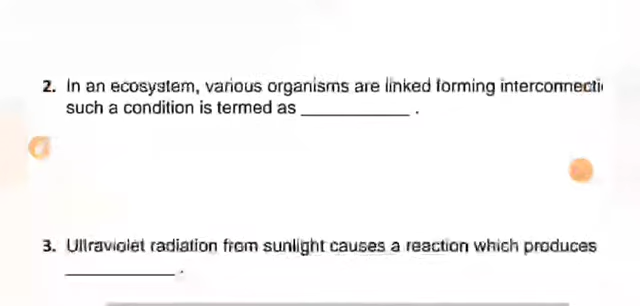 2. In an ecosystem, various organisms are linked forming interconnecti
such a condition is termed as ____________ .
3. Ultraviolet radiation from sunlight causes a reaction which produces
____________ .